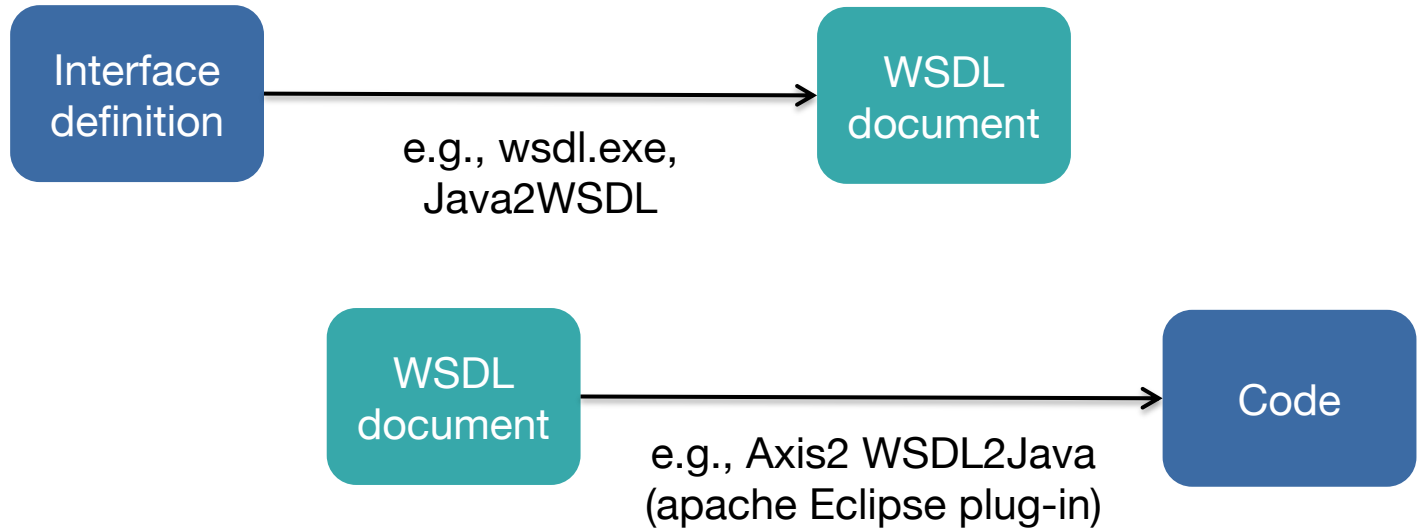 Interface
definition
WSDL
document
e.g., wsdl.exe,
Java2WSDL
WSDL
document
Code
e.g., Axis2 WSDL2Java
(apache Eclipse plug-in)